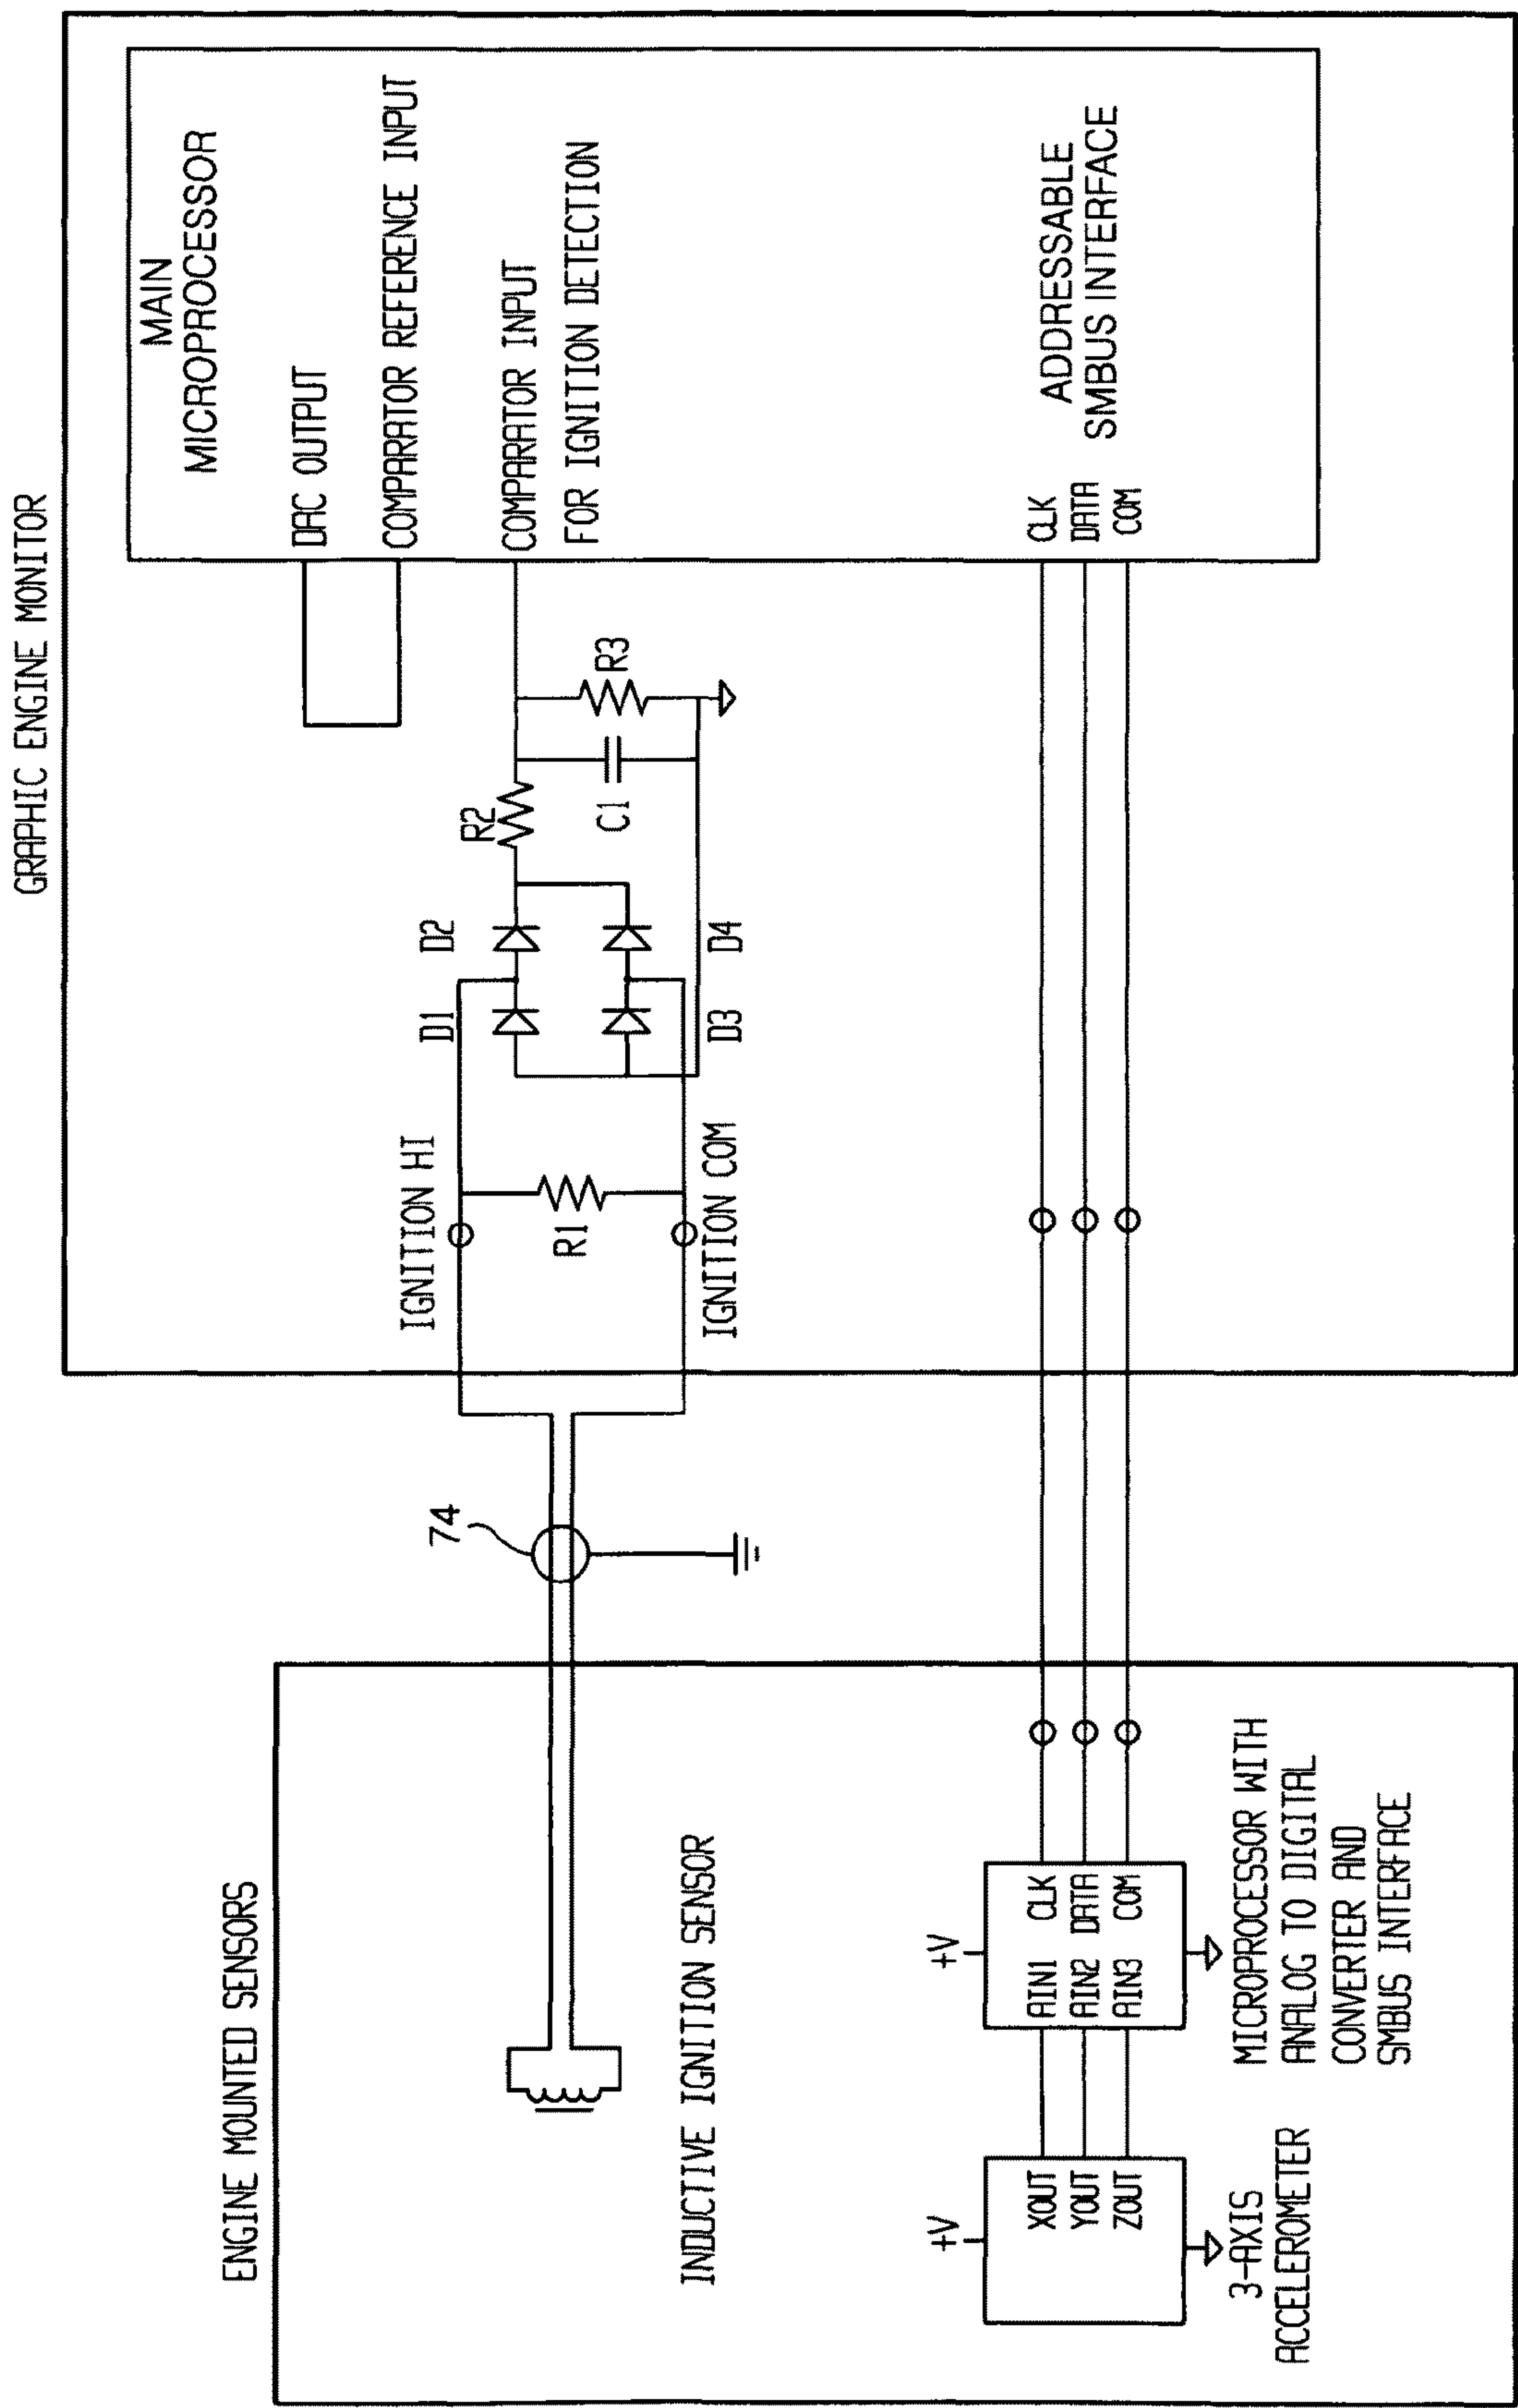 GRAPHIC ENGINE MONITOR
MAIN
MICROPROCESSOR
DAC OUTPUT
COMPARATOR REFERENCE INPUT
COMPARATOR INPUT
FOR IGNITION DETECTION
ADDRESSABLE
SMBUS INTERFACE
CLK
DATA
COM
IGNITION HI
R1
IGNITION COM
D1
D2
D3
D4
R2
C1
R3
74
ENGINE MOUNTED SENSORS
INDUCTIVE IGNITION SENSOR
+V
XOUT
YOUT
ZOUT
3-AXIS
ACCELEROMETER
+V
AIN1 CLK
AIN2 DATA
AIN3 COM
MICROPROCESSOR WITH
ANALOG TO DIGITAL
CONVERTER AND
SMBUS INTERFACE